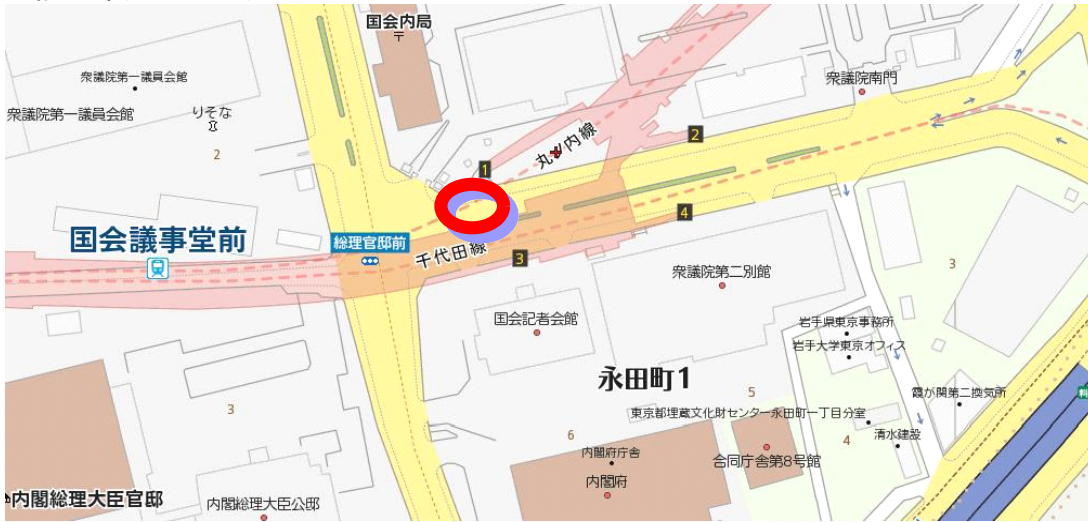 国会内局
〒
衆議院第一議員会館
衆議院第一議員会館
りそな
2
衆議院南門
丸ノ内線
1
2
国会議事堂前
総理官邸前
千代田線
3
4
衆議院第二別館
3
国会記者会館
岩手県東京事務所
岩手大学東京オフィス
永田町1
5
霞が関第二換気所
料
3
東京都埋蔵文化財センター永田町一丁目分室
6
4
清水建設
内閣府庁舎
合同庁舎第8号館
内閣府
内閣総理大臣官邸
内閣総理大臣公邸